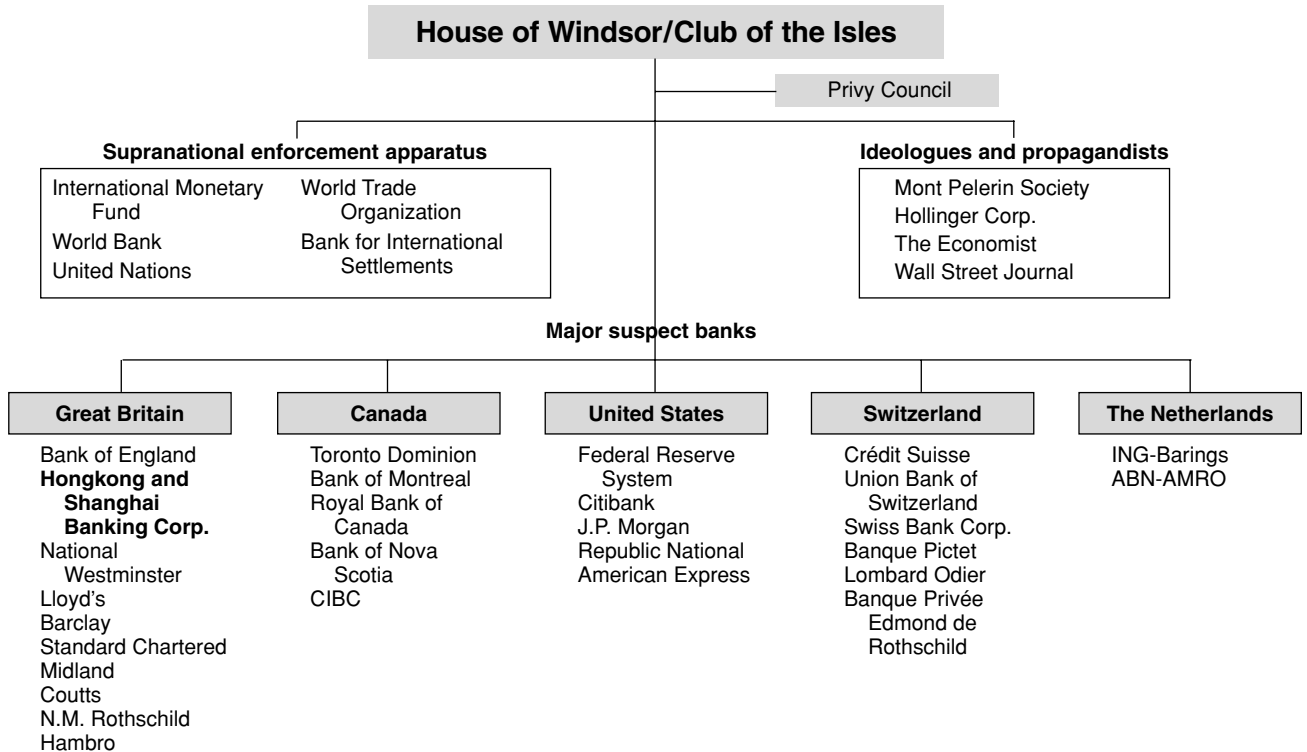 House of Windsor/Club of the Isles
Privy Council
Supranational enforcement apparatus
International Monetary
Fund
World Bank
United Nations
World Trade
Organization
Bank for International
Settlements
Ideologues and propagandists
Mont Pelerin Society
Hollinger Corp.
The Economist
Wall Street Journal
Major suspect banks
Great Britain
Bank of England
Hongkong and
Shanghai
Banking Corp.
National
Westminster
Lloyd's
Barclay
Standard Chartered
Midland
Coutts
N.M. Rothschild
Hambro
Canada
Toronto Dominion
Bank of Montreal
Royal Bank of
Canada
Bank of Nova
Scotia
CIBC
United States
Federal Reserve
System
Citibank
J.P. Morgan
Republic National
American Express
Switzerland
Crédit Suisse
Union Bank of
Switzerland
Swiss Bank Corp.
Banque Pictet
Lombard Odier
Banque Privée
Edmond de
Rothschild
The Netherlands
ING-Barings
ABN-AMRO